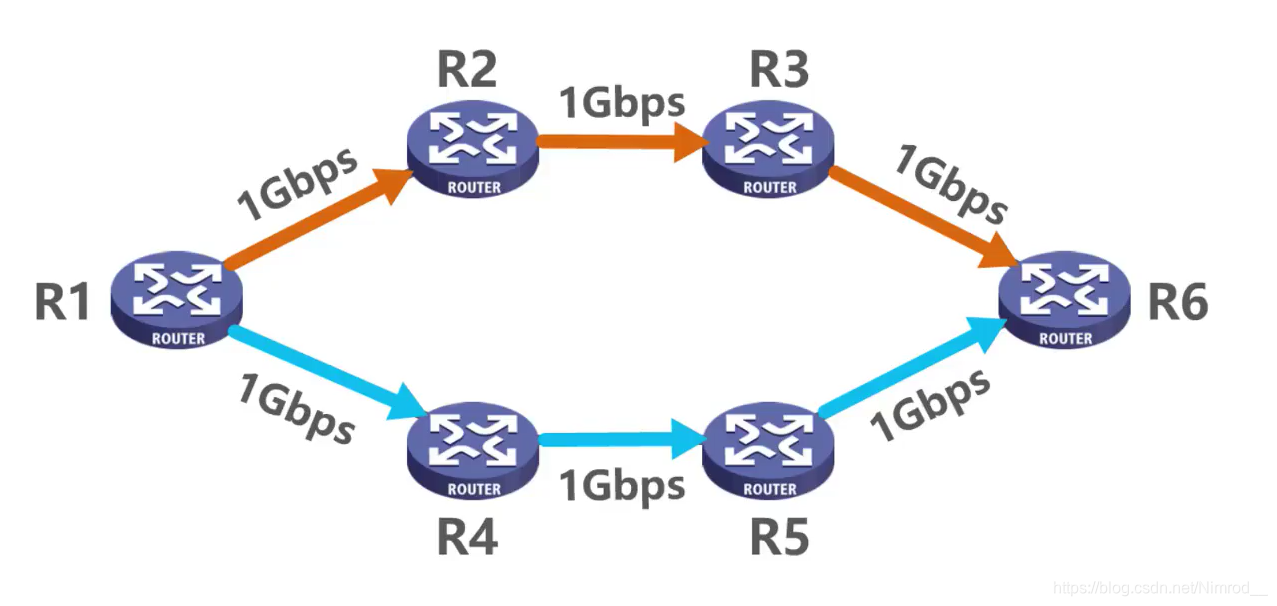 R2
R3
1Gbps
1Gbps
1Gbps
ROUTER
ROUTER
R1
ROUTER
ROUTER
R6
1Gbps
1Gbps
ROUTER
1Gbps
ROUTER
R4
R5
https://blog.csdn.net/Nimrod__